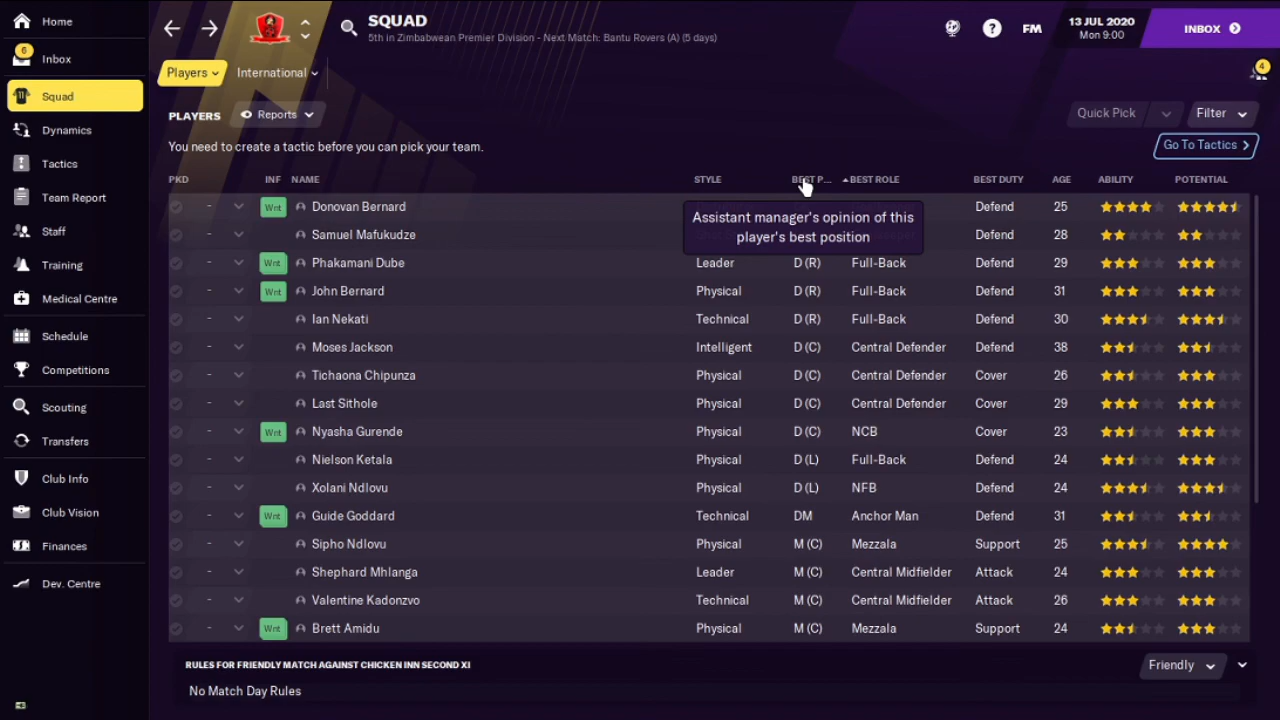 Home
SQUAD
5th in Zimbabwean Premier Division - Next Match: Bantu Rovers (A) (5 days)
FM
13 JUL 2020
Mon 9:00
INBOX
6
Inbox
Players
International
4
Squad
PLAYERS
Reports
Quick Pick
Filter
Dynamics
You need to create a tactic before you can pick your team.
Go To Tactics
Tactics
PKD INF NAME STYLE BEST P... BEST ROLE BEST DUTY AGE ABILITY POTENTIAL
Team Report
- Wnt Donovan Bernard Defend 25
Assistant manager's opinion of this
player's best position
Staff
- Samuel Mafukudze Defend 28
Training
- Wnt Phakamani Dube Leader D (R) Full-Back Defend 29
Medical Centre
- Wnt John Bernard Physical D (R) Full-Back Defend 31
- Ian Nekati Technical D (R) Full-Back Defend 30
Schedule
- Moses Jackson Intelligent D (C) Central Defender Defend 38
Competitions
- Tichaona Chipunza Physical D (C) Central Defender Cover 26
Scouting
- Last Sithole Physical D (C) Central Defender Cover 29
Transfers
- Wnt Nyasha Gurende Physical D (C) NCB Cover 23
- Nielson Ketala Physical D (L) Full-Back Defend 24
Club Info
- Xolani Ndlovu Physical D (L) NFB Defend 24
Club Vision
- Wnt Guide Goddard Technical DM Anchor Man Defend 31
Finances
- Sipho Ndlovu Physical M (C) Mezzala Support 25
Dev. Centre
- Shephard Mhlanga Leader M (C) Central Midfielder Attack 24
- Valentine Kadonzvo Technical M (C) Central Midfielder Attack 26
- Wnt Brett Amidu Physical M (C) Mezzala Support 24
RULES FOR FRIENDLY MATCH AGAINST CHICKEN INN SECOND XI
Friendly
No Match Day Rules